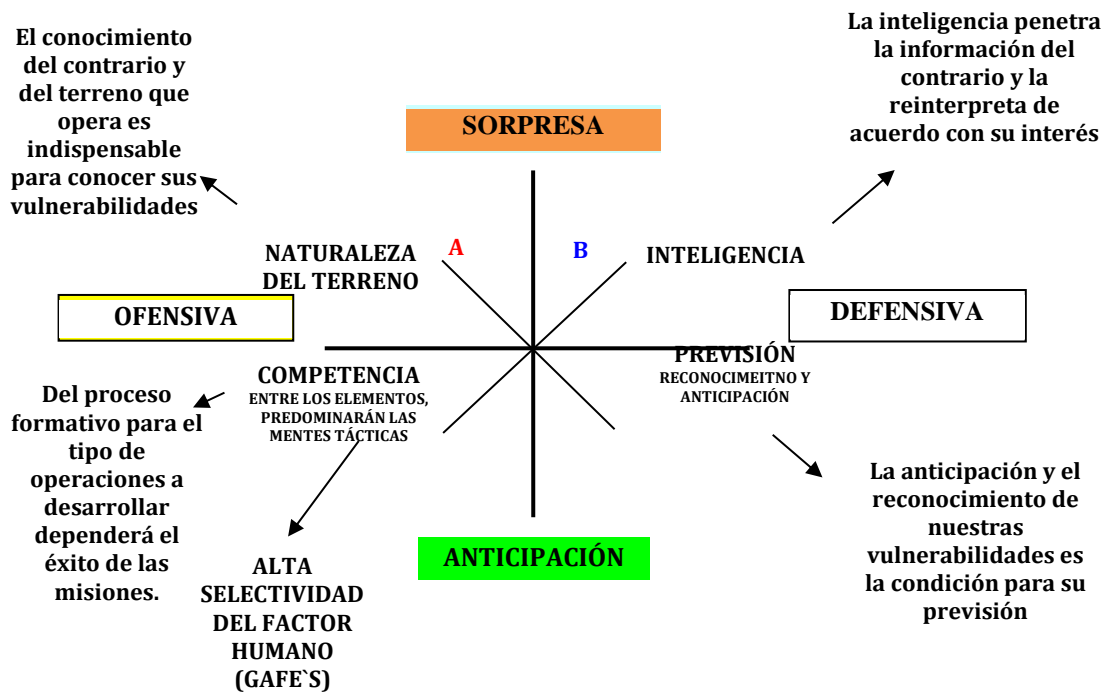 El conocimiento
del contrario y
del terreno que
opera es
indispensable
para conocer sus
vulnerabilidades
La inteligencia penetra
la información del
contrario y la
reinterpreta de
acuerdo con su interés
SORPRESA
NATURALEZA
DEL TERRENO
A
B
INTELIGENCIA
OFENSIVA
DEFENSIVA
COMPETENCIA
ENTRE LOS ELEMENTOS,
PREDOMINARÁN LAS
MENTES TÁCTICAS
PREVISIÓN
RECONOCIMEITNO Y
ANTICIPACIÓN
Del proceso
formativo para el
tipo de
operaciones a
desarrollar
dependerá el
éxito de las
misiones.
ALTA
SELECTIVIDAD
DEL FACTOR
HUMANO
(GAFE`S)
ANTICIPACIÓN
La anticipación y el
reconocimiento de
nuestras
vulnerabilidades es
la condición para su
previsión